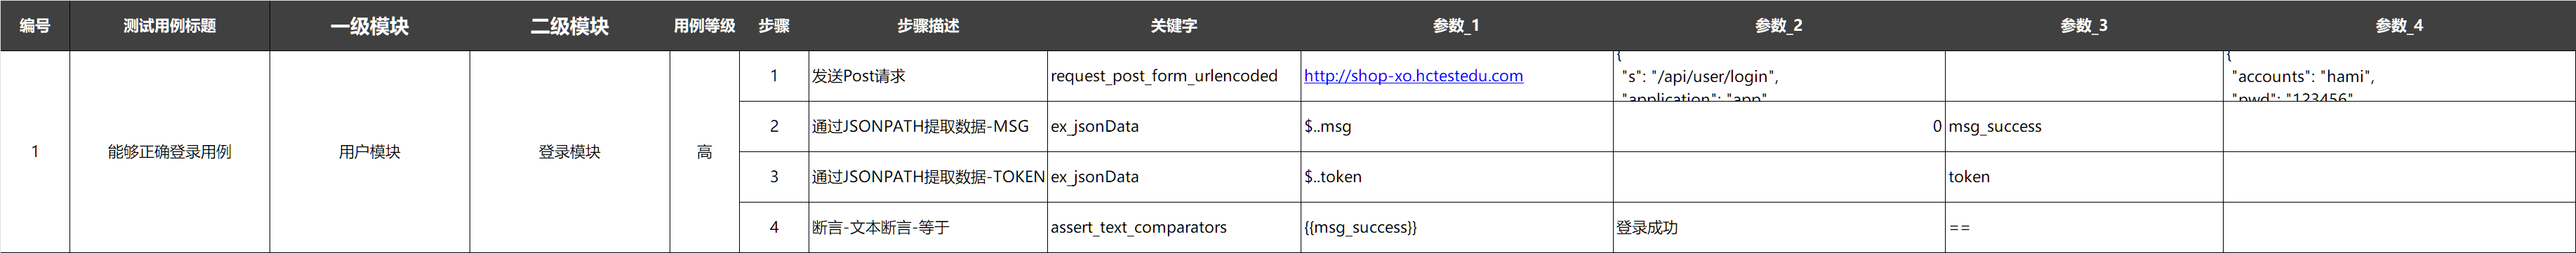 编号 测试用例标题 一级模块 二级模块 用例等级 步骤 步骤描述 关键字 参数_1 参数_2 参数_3 参数_4
1 能够正确登录用例 用户模块 登录模块 高
1 发送Post请求 request_post_form_urlencoded http://shop-xo.hctestedu.com
{
"s": "/api/user/login",
"application": "app"
{
"accounts": "hami",
"pwd": "123456"
2 通过JSONPATH提取数据-MSG ex_jsonData $..msg 0 msg_success
3 通过JSONPATH提取数据-TOKEN ex_jsonData $..token token
4 断言-文本断言-等于 assert_text_comparators {{msg_success}} 登录成功 ==